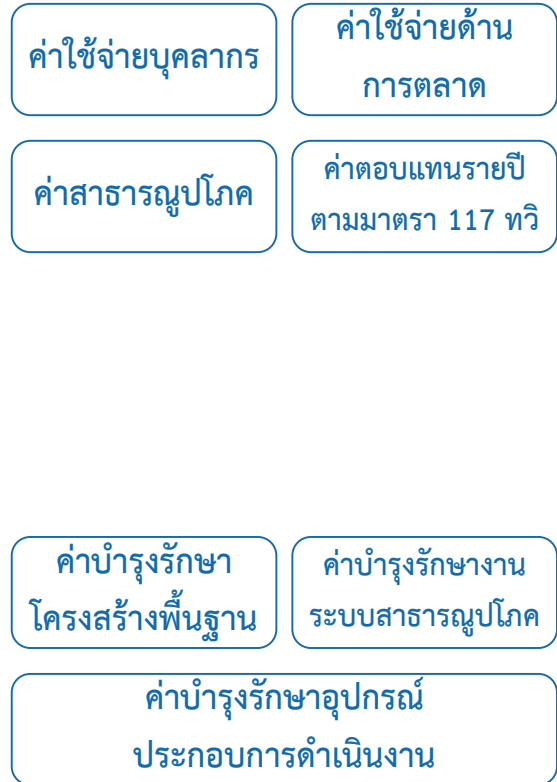 ค่าใช้จ่ายบุคลากร
ค่าใช้จ่ายด้าน
การตลาด
ค่าสาธารณูปโภค
ค่าตอบแทนรายปี
ตามมาตรา 117 ทวิ
ค่าบำรุงรักษา
โครงสร้างพื้นฐาน
ค่าบำรุงรักษางาน
ระบบสาธารณูปโภค
ค่าบำรุงรักษาอุปกรณ์
ประกอบการดำเนินงาน